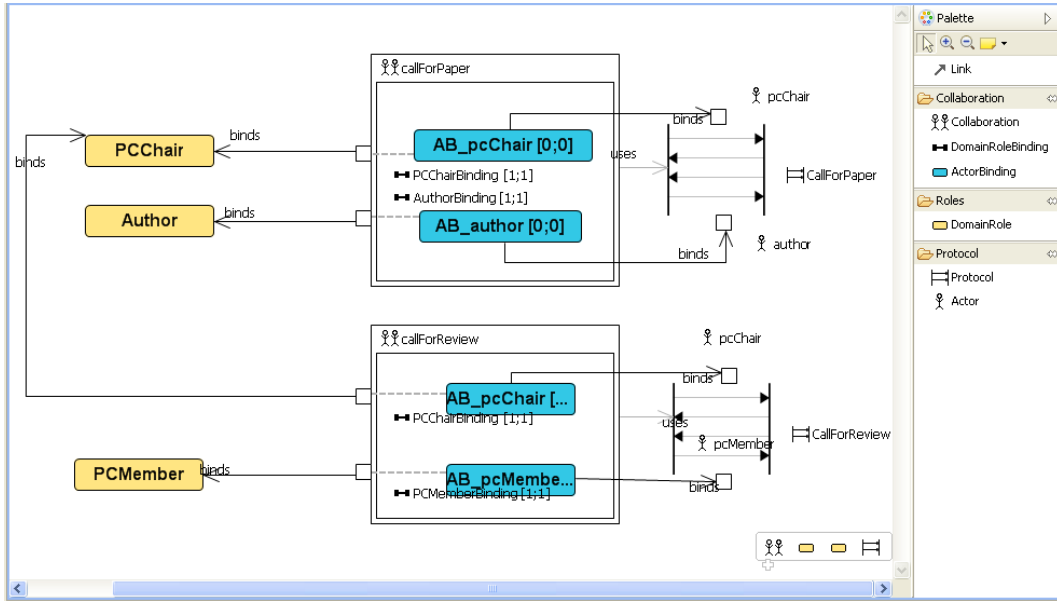 callForPaper
pcChair
binds
binds
binds
PCChair
AB_pcChair [0;0]
uses
PCChairBinding [1;1]
CallForPaper
AuthorBinding [1;1]
Author
binds
AB_author [0;0]
author
binds
callForReview
pcChair
binds
AB_pcChair [...
PCChairBinding [1;1]
uses
CallForReview
pcMember
PCMember
binds
AB_pcMembe...
PCMemberBinding [1;1]
binds
Palette
Link
Collaboration
Collaboration
DomainRoleBinding
ActorBinding
Roles
DomainRole
Protocol
Protocol
Actor